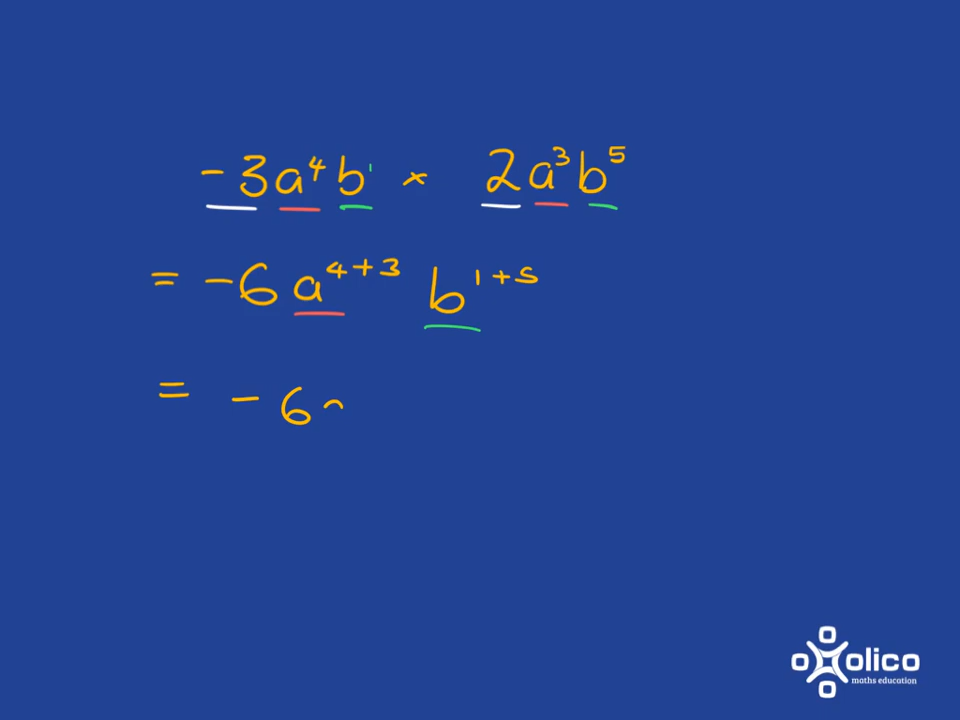 -3a⁴b¹ × 2a³b⁵
= -6a⁴⁺³ b¹⁺⁵
= -6
olico
maths education